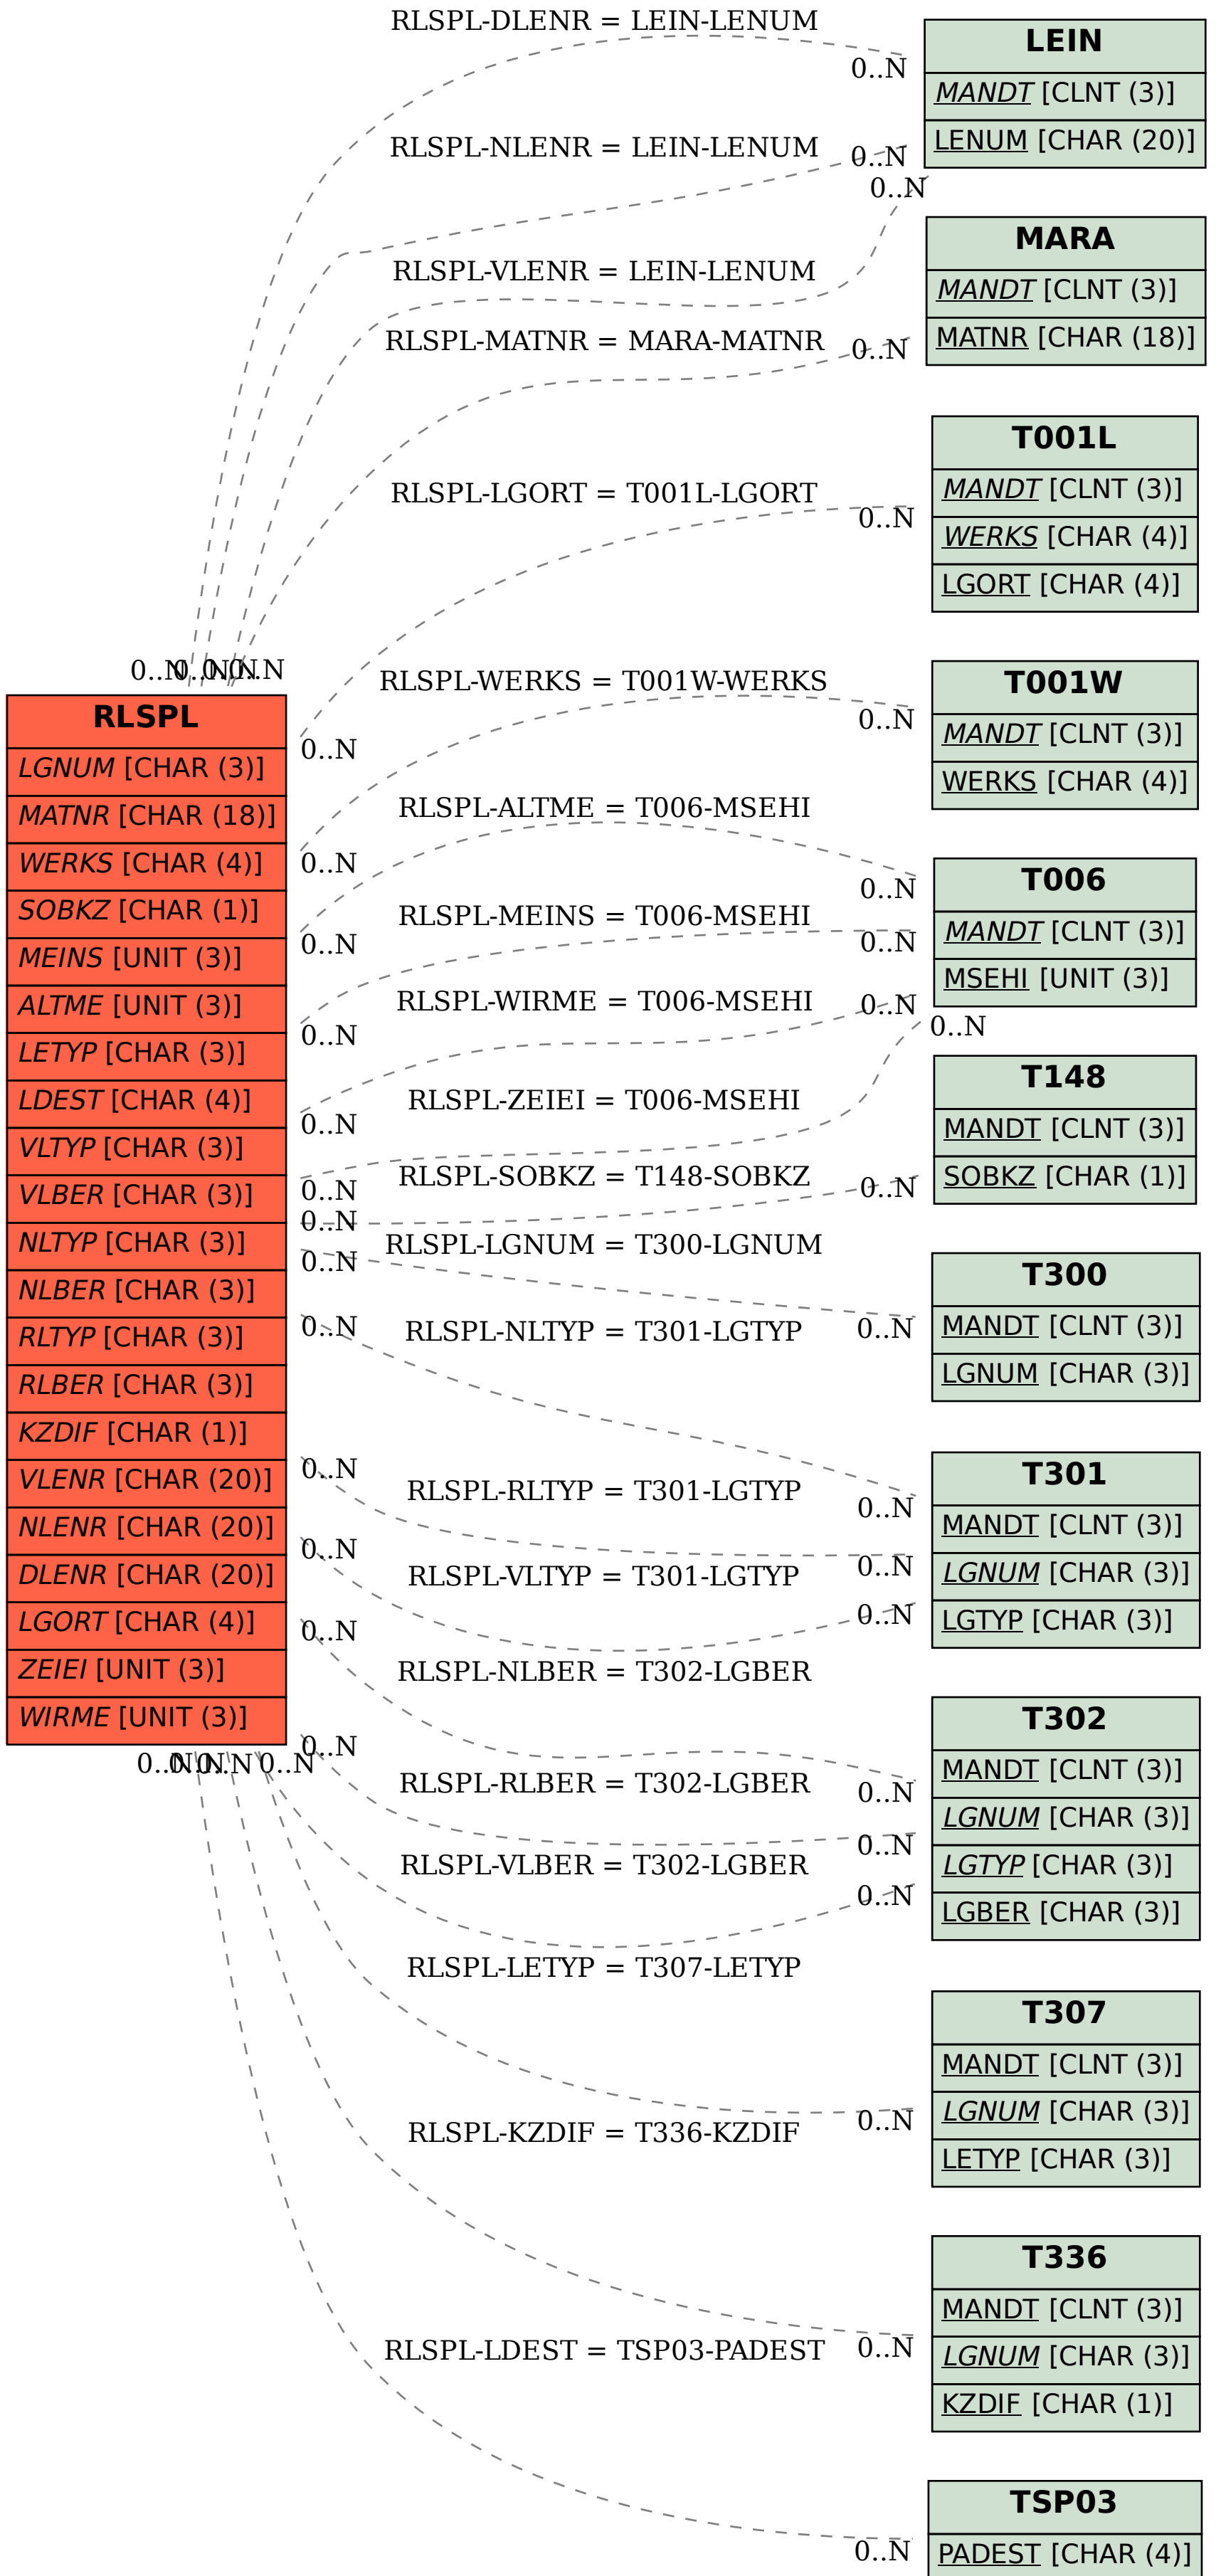 RLSPL-DLENR = LEIN-LENUM
0..N
RLSPL-NLENR = LEIN-LENUM
0..N
0..N
RLSPL-VLENR = LEIN-LENUM
RLSPL-MATNR = MARA-MATNR
0..N
RLSPL-LGORT = T001L-LGORT
0..N
0..N
0..N
0..N
0..N
RLSPL-WERKS = T001W-WERKS
0..N
0..N
RLSPL-ALTME = T006-MSEHI
0..N
0..N
RLSPL-MEINS = T006-MSEHI
0..N
0..N
RLSPL-WIRME = T006-MSEHI
0..N
0..N
RLSPL-ZEIEI = T006-MSEHI
0..N
0..N
RLSPL-SOBKZ = T148-SOBKZ
0..N
0..N
0..N
RLSPL-LGNUM = T300-LGNUM
0..N
0..N
RLSPL-NLTYP = T301-LGTYP
0..N
0..N
RLSPL-RLTYP = T301-LGTYP
0..N
0..N
RLSPL-VLTYP = T301-LGTYP
0..N
0..N
0..N
RLSPL-NLBER = T302-LGBER
0..N
0..N
RLSPL-RLBER = T302-LGBER
0..N
0..N
RLSPL-VLBER = T302-LGBER
0..N
0..N
0..N
0..N
0..N
RLSPL-LETYP = T307-LETYP
0..N
RLSPL-KZDIF = T336-KZDIF
0..N
RLSPL-LDEST = TSP03-PADEST
0..N
RLSPL
LGNUM [CHAR (3)]
MATNR [CHAR (18)]
WERKS [CHAR (4)]
SOBKZ [CHAR (1)]
MEINS [UNIT (3)]
ALTME [UNIT (3)]
LETYP [CHAR (3)]
LDEST [CHAR (4)]
VLTYP [CHAR (3)]
VLBER [CHAR (3)]
NLTYP [CHAR (3)]
NLBER [CHAR (3)]
RLTYP [CHAR (3)]
RLBER [CHAR (3)]
KZDIF [CHAR (1)]
VLENR [CHAR (20)]
NLENR [CHAR (20)]
DLENR [CHAR (20)]
LGORT [CHAR (4)]
ZEIEI [UNIT (3)]
WIRME [UNIT (3)]
LEIN
MANDT [CLNT (3)]
LENUM [CHAR (20)]
MARA
MANDT [CLNT (3)]
MATNR [CHAR (18)]
T001L
MANDT [CLNT (3)]
WERKS [CHAR (4)]
LGORT [CHAR (4)]
T001W
MANDT [CLNT (3)]
WERKS [CHAR (4)]
T006
MANDT [CLNT (3)]
MSEHI [UNIT (3)]
T148
MANDT [CLNT (3)]
SOBKZ [CHAR (1)]
T300
MANDT [CLNT (3)]
LGNUM [CHAR (3)]
T301
MANDT [CLNT (3)]
LGNUM [CHAR (3)]
LGTYP [CHAR (3)]
T302
MANDT [CLNT (3)]
LGNUM [CHAR (3)]
LGTYP [CHAR (3)]
LGBER [CHAR (3)]
T307
MANDT [CLNT (3)]
LGNUM [CHAR (3)]
LETYP [CHAR (3)]
T336
MANDT [CLNT (3)]
LGNUM [CHAR (3)]
KZDIF [CHAR (1)]
TSP03
PADEST [CHAR (4)]